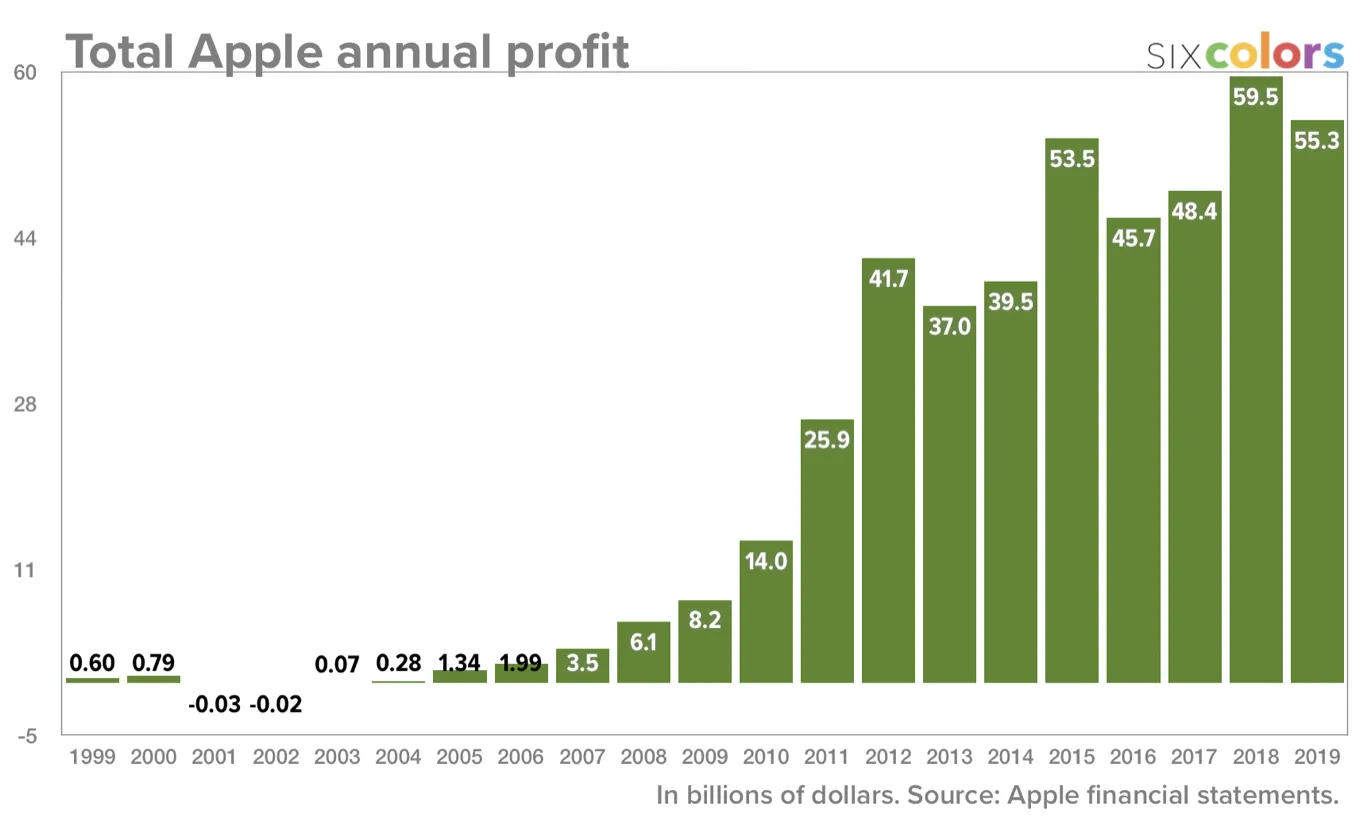 Total Apple annual profit
SIXcolors
60
44
28
11
-5
0.60 0.79 -0.03 -0.02 0.07 0.28 1.34 1.99 3.5 6.1 8.2 14.0 25.9 41.7 37.0 39.5 53.5 45.7 48.4 59.5 55.3
1999 2000 2001 2002 2003 2004 2005 2006 2007 2008 2009 2010 2011 2012 2013 2014 2015 2016 2017 2018 2019
In billions of dollars. Source: Apple financial statements.